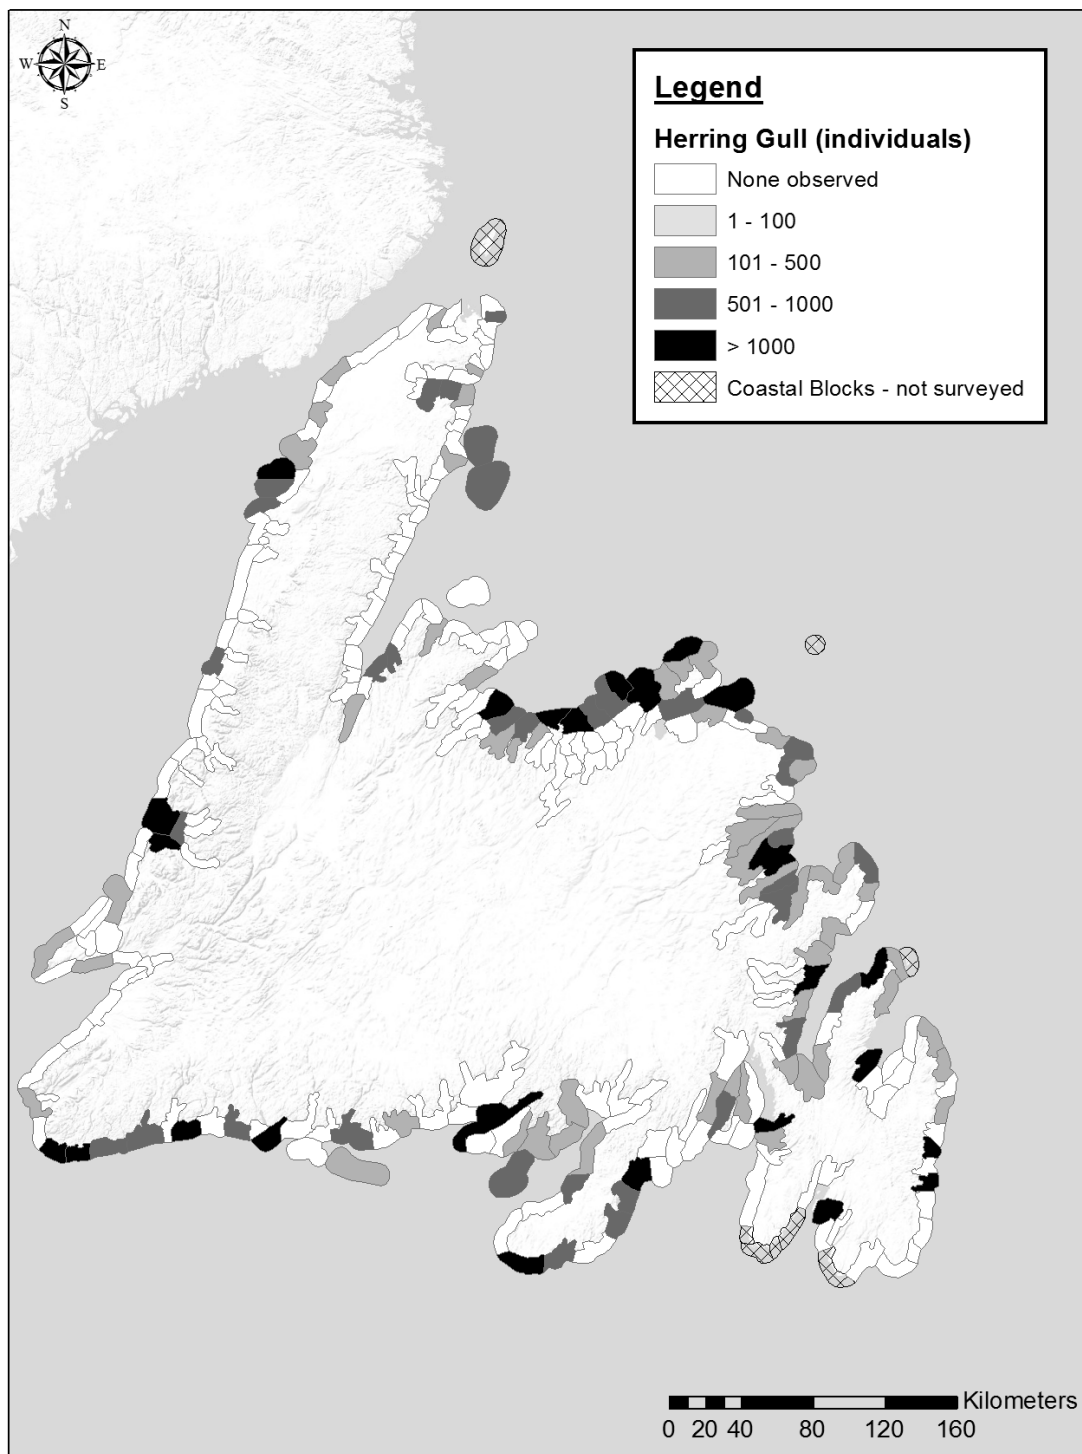 N
W E
S
Legend
Herring Gull (individuals)
None observed
1 - 100
101 - 500
501 - 1000
> 1000
Coastal Blocks - not surveyed
Kilometers
0 20 40 80 120 160